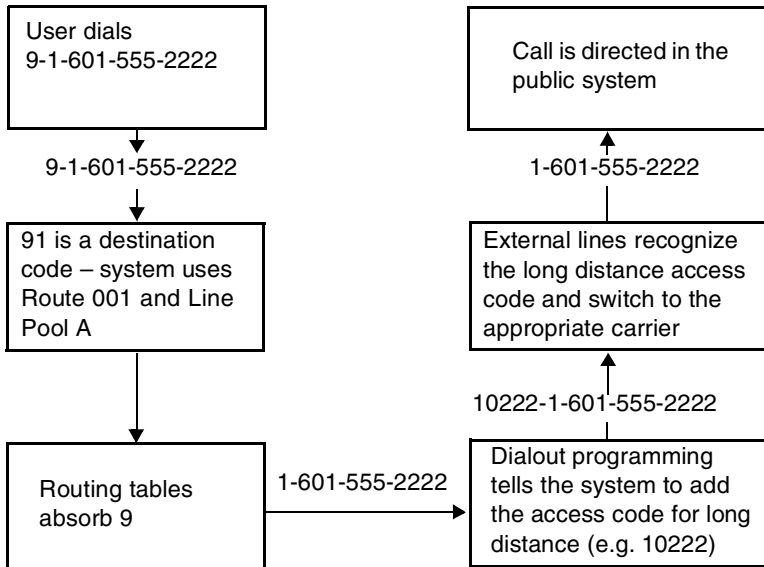 User dials
9-1-601-555-2222
9-1-601-555-2222
91 is a destination
code – system uses
Route 001 and Line
Pool A
Routing tables
absorb 9
1-601-555-2222
Dialout programming
tells the system to add
the access code for long
distance (e.g. 10222)
10222-1-601-555-2222
External lines recognize
the long distance access
code and switch to the
appropriate carrier
1-601-555-2222
Call is directed in the
public system